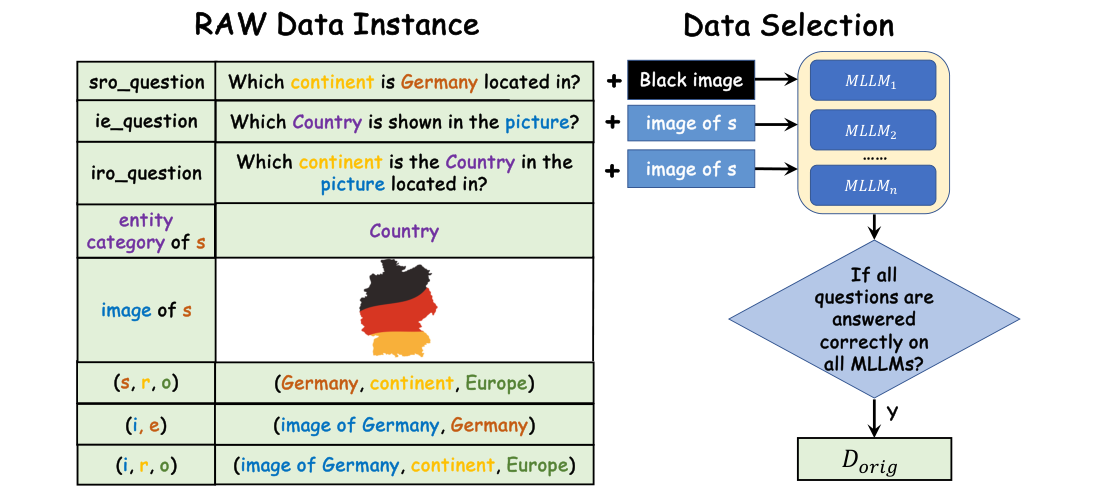 RAW Data Instance
Data Selection
sro_question
Which continent is Germany located in?
+
Black image
MLLM₁
ie_question
Which Country is shown in the picture?
+
image of s
MLLM₂
......
iro_question
Which continent is the Country in the
picture located in?
+
image of s
MLLMₙ
entity
category of s
Country
image of s
If all
questions are
answered
correctly on
all MLLMs?
(s, r, o)
(Germany, continent, Europe)
(i, e)
(image of Germany, Germany)
Y
(i, r, o)
(image of Germany, continent, Europe)
D_orig